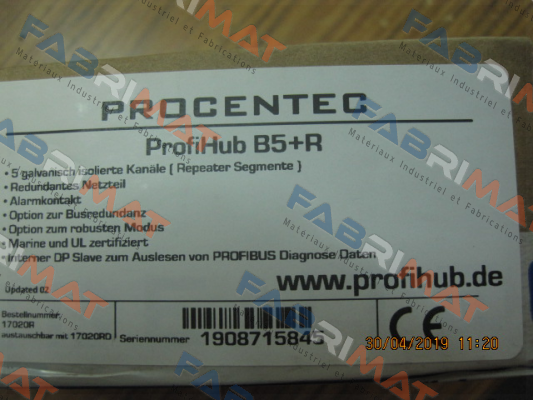 PROCENTEC
ProfiHub B5+R
• 5 galvanisch isolierte Kanäle ( Repeater Segmente )
• Redundantes Netzteil
• Alarmkontakt
• Option zur Busredundanz
• Option zum robusten Modus
• Marine und UL zertifiziert
• Interner DP Slave zum Auslesen von PROFIBUS Diagnose Daten
www.profihub.de
Updated 02
Bestellnummer:
17020R
austauschbar mit 17020RD
Seriennummer 1908715845
CE
30/04/2019 11:20
FABRIMAT
Materiaux Industriel et Fabrications